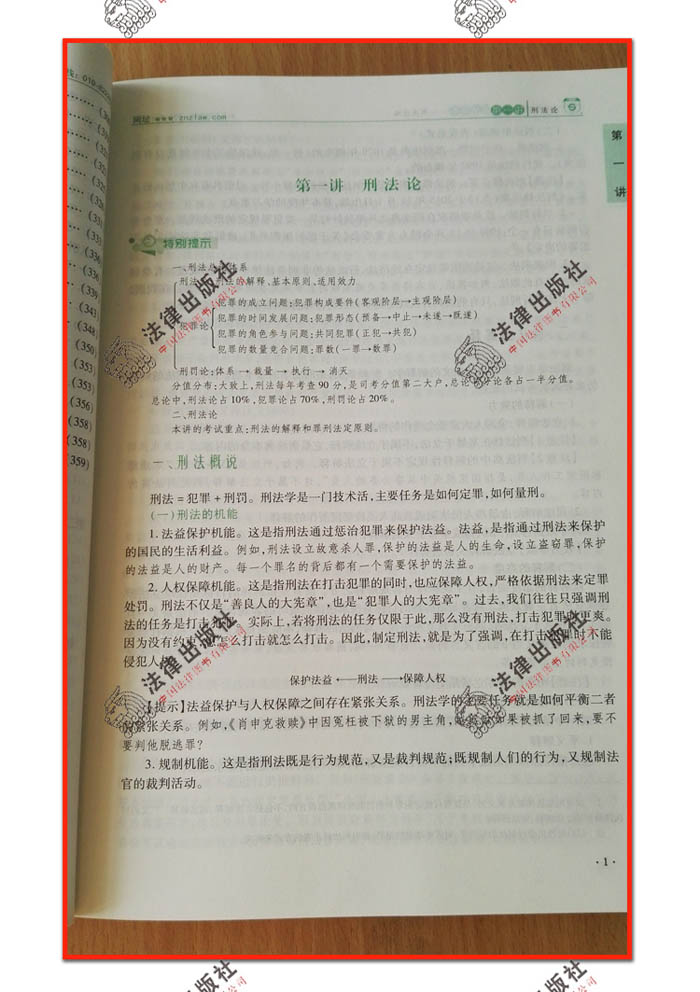 网址:www.znzfaw.com
第一讲 刑法论
第一讲
第一讲 刑法论
特别提示
一、刑法总论体系
刑法论:刑法的解释,基本原则,适用效力
犯罪论
犯罪的成立问题:犯罪构成要件(客观阶层→主观阶层)
犯罪的时间发展问题:犯罪形态(预备→中止→未遂→既遂)
犯罪的角色参与问题:共同犯罪(正犯→共犯)
犯罪的数量竞合问题:罪数(一罪→数罪)
刑罚论:体系→裁量→执行→消灭
分值分布:大致上,刑法每年考查90分,是司考分值第二大户,总论与分论各占一半分值。
总论中,刑法论占10%,犯罪论占70%,刑罚论占20%。
二、刑法论
本讲的考试重点:刑法的解释和罪刑法定原则。
一、刑法概说
刑法=犯罪+刑罚。刑法学是一门技术活,主要任务是如何定罪,如何量刑。
(一)刑法的机能
1.法益保护机能。这是指刑法通过惩治犯罪来保护法益。法益,是指通过刑法来保护
的国民的生活利益。例如,刑法设立故意杀人罪,保护的法益是人的生命,设立盗窃罪,保护
的法益是人的财产。每一个罪名的背后都有一个需要保护的法益。
2.人权保障机能。这是指刑法在打击犯罪的同时,也应保障人权,严格依据刑法来定罪
处罚。刑法不仅是“善良人的大宪章”,也是“犯罪人的大宪章”。过去,我们往往只强调刑
法的任务是打击犯罪。实际上,若将刑法的任务仅限于此,那么没有刑法,打击犯罪时更爽。
因为没有约束,想怎么打击就怎么打击。因此,制定刑法,就是为了强调,在打击犯罪时不能
侵犯人权。
保护法益←刑法→保障人权
【提示】法益保护与人权保障之间存在紧张关系。刑法学的主要任务就是如何平衡二者
的紧张关系。例如,《肖申克救赎》中因冤枉被下狱的男主角,越狱后如果被抓了回来,要不
要判他脱逃罪?
3.规制机能。这是指刑法既是行为规范,又是裁判规范;既规制人们的行为,又规制法
官的裁判活动。
·1·
(348)
(350)
(353)
(353)
(356)
(358)
(358)
(359)
法律出版社
中国法律图书有限公司